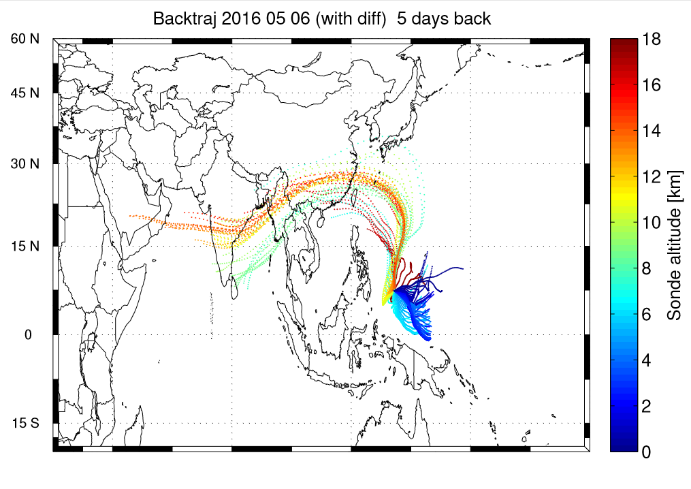 Backtraj 2016 05 06 (with diff)  5 days back
60 N
45 N
30 N
15 N
0
15 S
18
16
14
12
10
8
6
4
2
0
Sonde altitude [km]